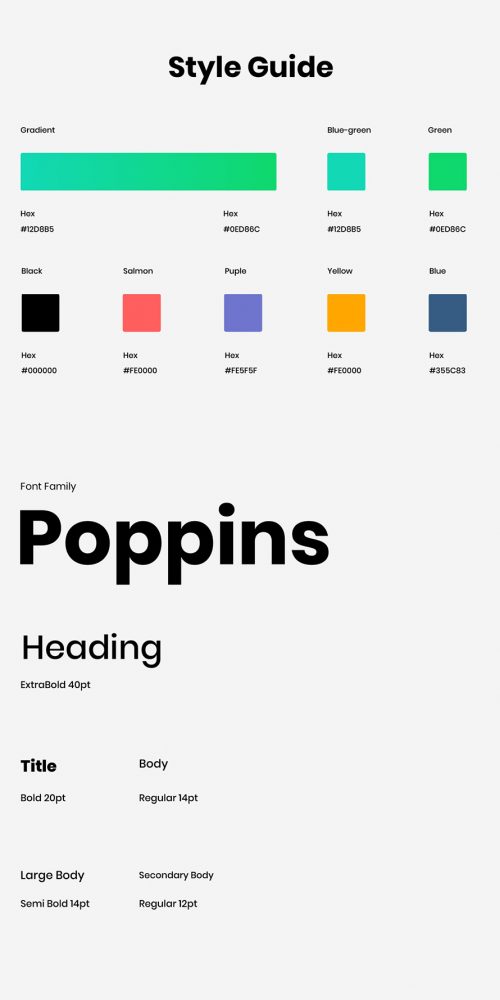 Style Guide
Gradient Blue-green Green
Hex Hex Hex Hex
#12D8B5 #0ED86C #12D8B5 #0ED86C
Black Salmon Puple Yellow Blue
Hex Hex Hex Hex Hex
#000000 #FE0000 #FE5F5F #FE0000 #355C83
Font Family
Poppins
Heading
ExtraBold 40pt
Title Body
Bold 20pt Regular 14pt
Large Body Secondary Body
Semi Bold 14pt Regular 12pt